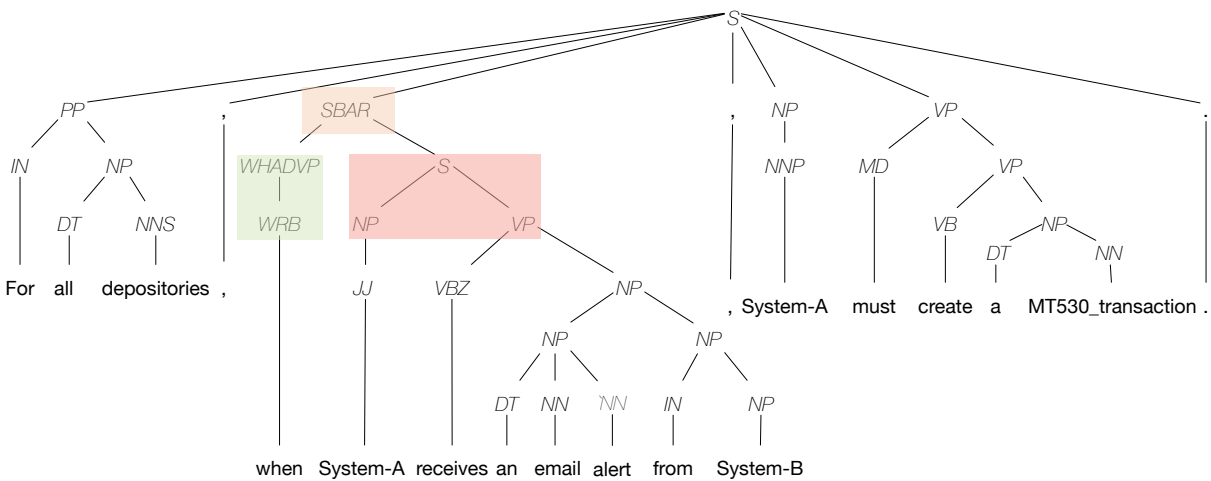 S
PP , SBAR , NP VP .
IN NP WHADVP S NNP MD VP
DT NNS WRB NP VP VB NP
DT NN
For all depositories , JJ VBZ NP , System-A must create a MT530_transaction .
NP NP
DT NN NN IN NP
when System-A receives an email alert from System-B